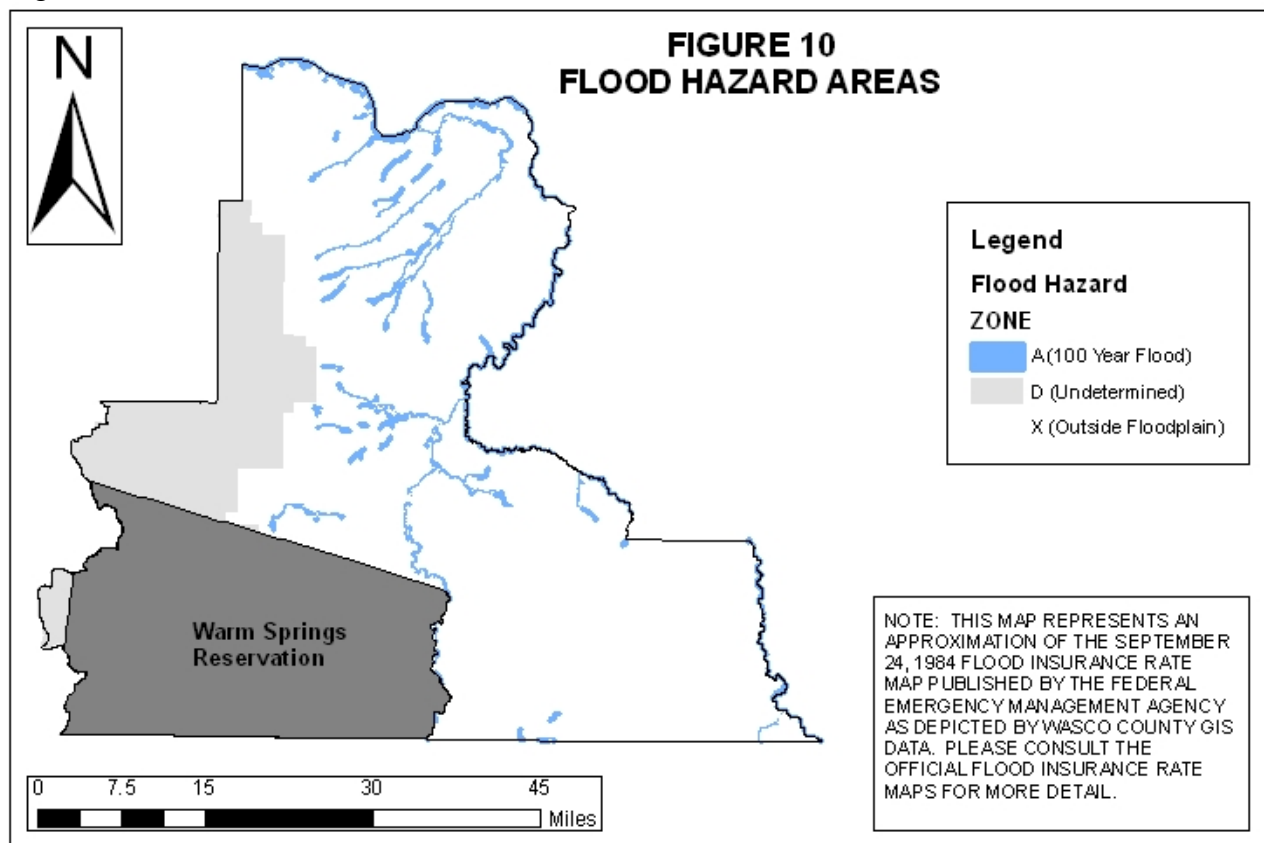 FIGURE 10
FLOOD HAZARD AREAS
N
Legend
Flood Hazard
ZONE
A (100 Year Flood)
D (Undetermined)
X (Outside Floodplain)
Warm Springs
Reservation
NOTE: THIS MAP REPRESENTS AN
APPROXIMATION OF THE SEPTEMBER
24, 1984 FLOOD INSURANCE RATE
MAP PUBLISHED BY THE FEDERAL
EMERGENCY MANAGEMENT AGENCY
AS DEPICTED BY WASCO COUNTY GIS
DATA. PLEASE CONSULT THE
OFFICIAL FLOOD INSURANCE RATE
MAPS FOR MORE DETAIL.
0 7.5 15 30 45
Miles